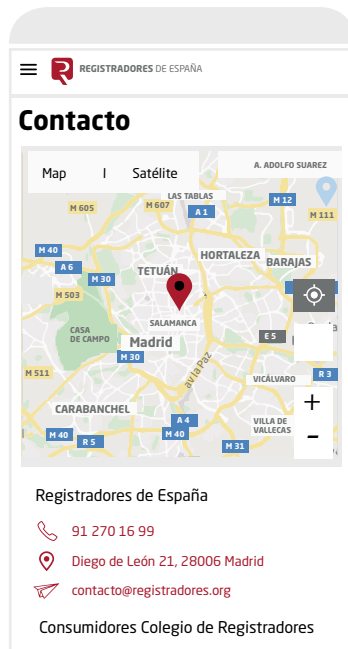 REGISTRADORES DE ESPAÑA
Contacto
Map I Satélite
A. ADOLFO SUAREZ
LAS TABLAS
M 12
M 605
M 607
A 1
M 111
M 40
HORTALEZA
BARAJAS
A 6
TETUÁN
M 30
M 503
SALAMANCA
CASA
DE CAMPO
Madrid
E 5
M 30
av la Paz
M 511
VICÁLVARO
R 3
CARABANCHEL
+
A 4
VILLA DE
VALLECAS
M 40
R 5
M 40
M 31
-
Registradores de España
91 270 16 99
Diego de León 21, 28006 Madrid
contacto@registradores.org
Consumidores Colegio de Registradores